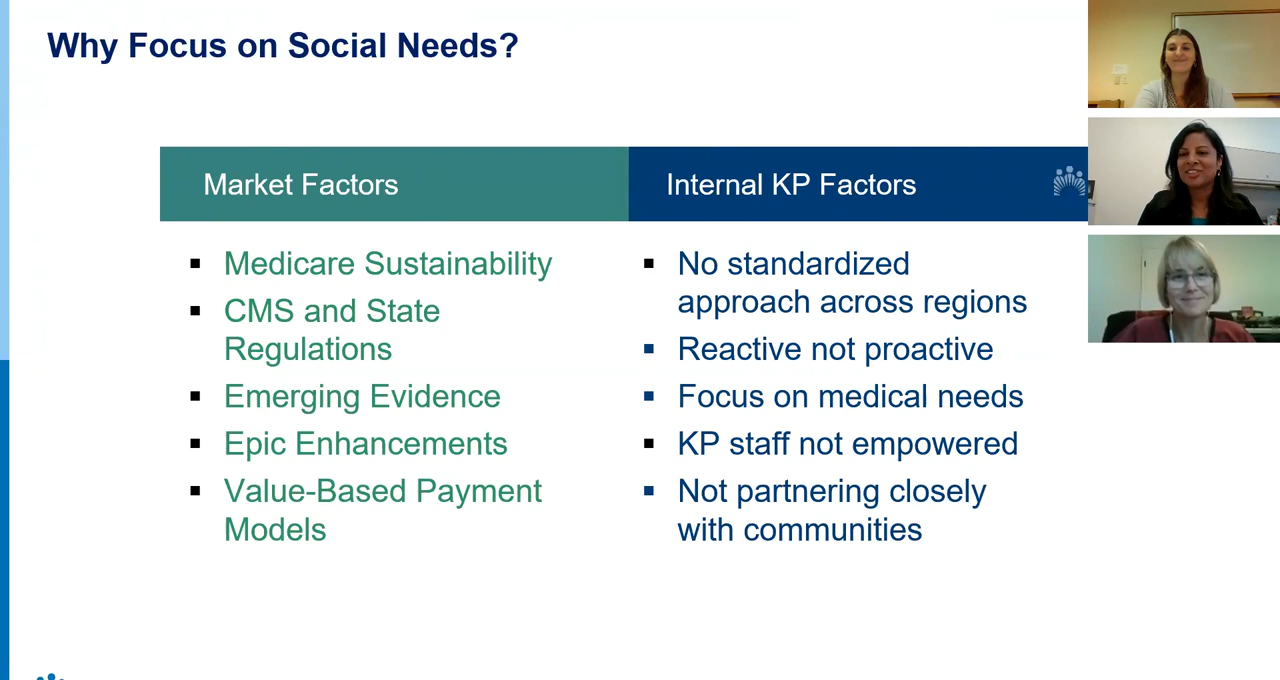 Why Focus on Social Needs?
Market Factors
Internal KP Factors
Medicare Sustainability
CMS and State
Regulations
Emerging Evidence
Epic Enhancements
Value-Based Payment
Models
No standardized
approach across regions
Reactive not proactive
Focus on medical needs
KP staff not empowered
Not partnering closely
with communities